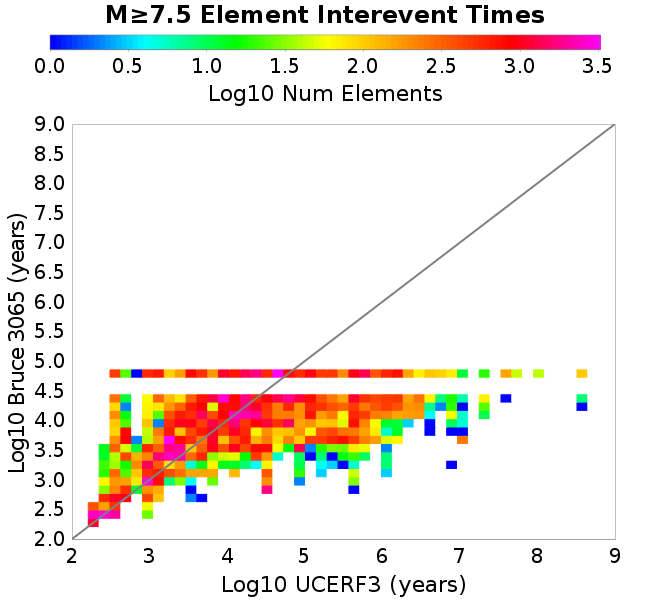 M≥7.5 Element Interevent Times
0.0 0.5 1.0 1.5 2.0 2.5 3.0 3.5
Log10 Num Elements
9.0
8.5
8.0
7.5
7.0
6.5
6.0
5.5
5.0
4.5
4.0
3.5
3.0
2.5
2.0
Log10 Bruce 3065 (years)
2 3 4 5 6 7 8 9
Log10 UCERF3 (years)